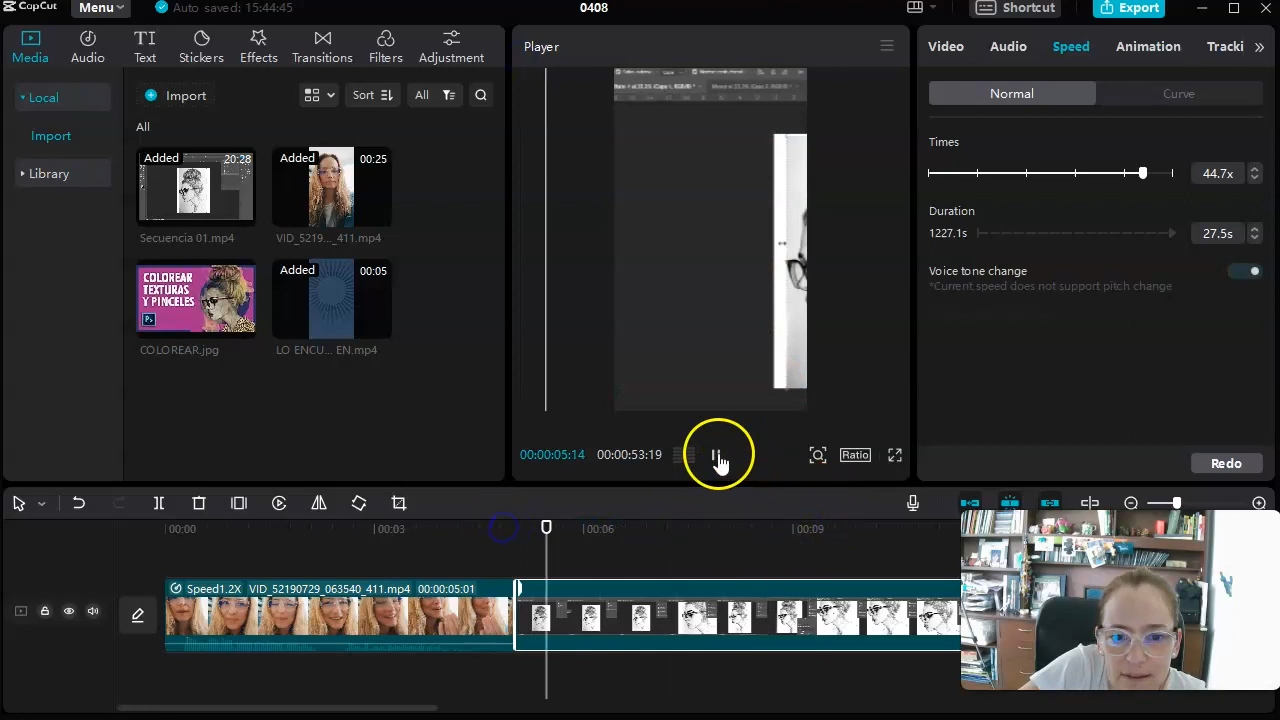 CapCut
Menu
Auto saved: 15:44:45
0408
Shortcut
Export
Media
Audio
Text
Stickers
Effects
Transitions
Filters
Adjustment
Local
Import
Library
Import
Sort
All
All
Added 20:28
Secuencia 01.mp4
Added 00:25
VID_5219..._411.mp4
COLOREAR
TEXTURAS
Y PINCELES
Ps
COLOREAR.jpg
Added 00:05
LO ENCU... EN.mp4
Player
00:00:05:14 00:00:53:19
Ratio
Video
Audio
Speed
Animation
Tracki
Normal
Curve
Times
44.7x
Duration
1227.1s
27.5s
Voice tone change
*Current speed does not support pitch change
Redo
00:00
00:03
00:06
00:09
Speed1.2X VID_52190729_063540_411.mp4 00:00:05:01